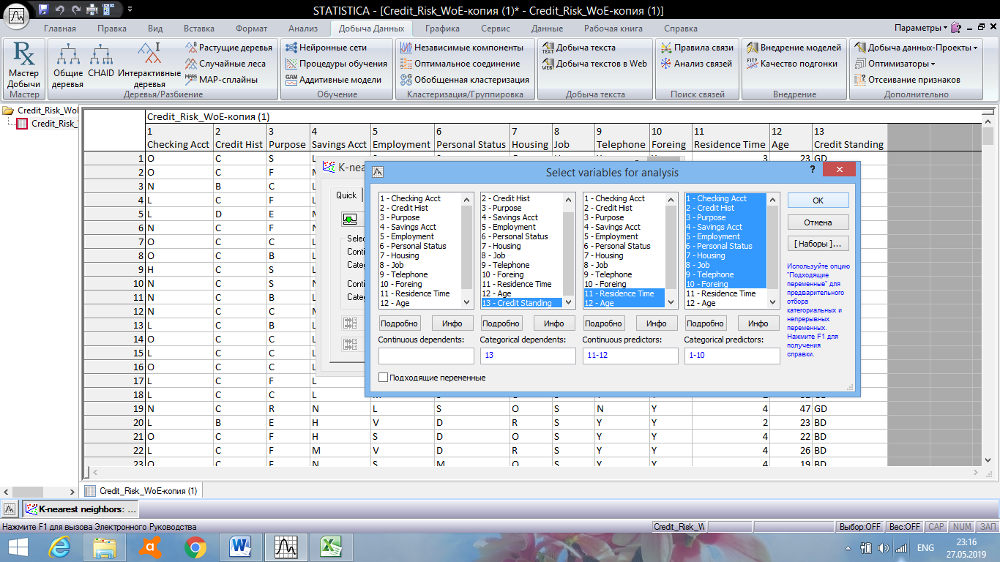 STATISTICA - [Credit_Risk_WoE-копия (1)* - Credit_Risk_WoE-копия (1)]
Главная Правка Вид Вставка Формат Анализ Добыча Данных Графика Сервис Данные Рабочая книга Справка Параметры
Мастер Добычи
Общие деревья
CHAID
Интерактивные деревья
Растущие деревья
Случайные леса
MAP-сплайны
Нейронные сети
Процедуры обучения
Аддитивные модели
Независимые компоненты
Оптимальное соединение
Обобщенная кластеризация
Добыча текста
Добыча текстов в Web
Правила связи
Анализ связей
Внедрение моделей
Качество подгонки
Добыча данных-Проекты
Оптимизаторы
Отсеивание признаков
Мастер Деревья/Разбиение Обучение Кластеризация/Группировка Добыча текста Поиск связей Внедрение Дополнительно
Credit_Risk_Wol
Credit_Risk_
Credit_Risk_WoE-копия (1)
1 2 3 4 5 6 7 8 9 10 11 12 13
Checking Acct Credit Hist Purpose Savings Acct Employment Personal Status Housing Job Telephone Foreing Residence Time Age Credit Standing
1 O C S L 3 23 GD
2 O C F
3 N B C L
4 L C F L
5 L D E
6 N C F N
7 O C C L
8 O C B L
9 H C S L
10 N C S
11 N C B L
12 N C C
13 L C B L
14 O C C L
15 L C C L
16 O C C L
17 L C F L
18 L C C L
19 N C R N L S O S N Y 4 47 GD
20 L B E H V D R S Y Y 2 23 BD
21 O C F H S D O S Y Y 4 22 BD
22 L C F M V D R S Y Y 4 26 BD
23 O C F N S M O S Y Y 4 19 BD
K-nea
Quick
Selec
Conti
Categ
Conti
Categ
Select variables for analysis
?
1 - Checking Acct
2 - Credit Hist
3 - Purpose
4 - Savings Acct
5 - Employment
6 - Personal Status
7 - Housing
8 - Job
9 - Telephone
10 - Foreing
11 - Residence Time
12 - Age
2 - Credit Hist
3 - Purpose
4 - Savings Acct
5 - Employment
6 - Personal Status
7 - Housing
8 - Job
9 - Telephone
10 - Foreing
11 - Residence Time
12 - Age
13 - Credit Standing
1 - Checking Acct
2 - Credit Hist
3 - Purpose
4 - Savings Acct
5 - Employment
6 - Personal Status
7 - Housing
8 - Job
9 - Telephone
10 - Foreing
11 - Residence Time
12 - Age
1 - Checking Acct
2 - Credit Hist
3 - Purpose
4 - Savings Acct
5 - Employment
6 - Personal Status
7 - Housing
8 - Job
9 - Telephone
10 - Foreing
11 - Residence Time
12 - Age
OK
Отмена
[ Наборы ]...
Используйте опцию
"Подходящие
переменные" для
предварительного
отбора
категориальных и
непрерывных
переменных.
Нажмите F1 для
получения
справки.
Подробно Инфо Подробно Инфо Подробно Инфо Подробно Инфо
Continuous dependents: Categorical dependents: Continuous predictors: Categorical predictors:
13 11-12 1-10
Подходящие переменные
Credit_Risk_WoE-копия (1)
K-nearest neighbors: ...
Нажмите F1 для вызова Электронного Руководства Credit_Risk_W Выбор:OFF Вес:OFF CAP NUM ЗАП
ENG
23:16
27.05.2019